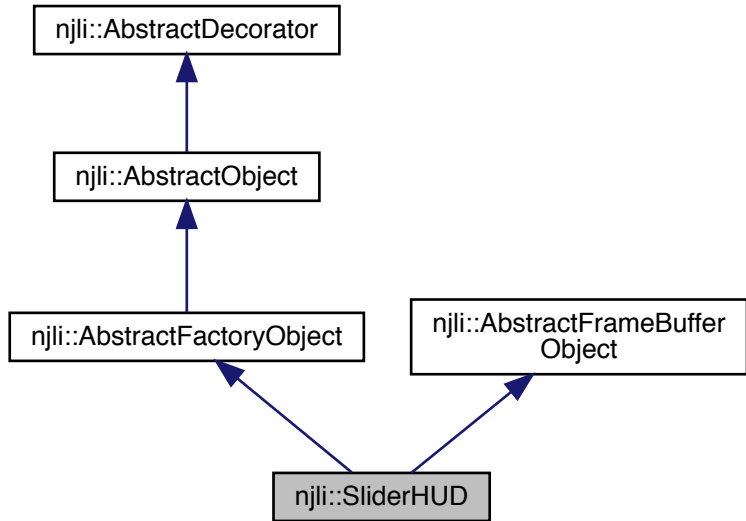 njli::AbstractDecorator
njli::AbstractObject
njli::AbstractFactoryObject
njli::AbstractFrameBuffer
Object
njli::SliderHUD